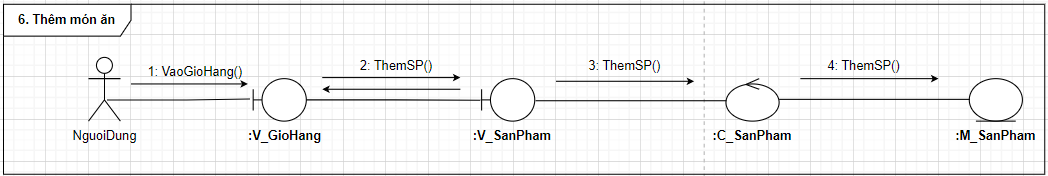 6. Thêm món ăn
1: VaoGioHang()
2: ThemSP()
3: ThemSP()
4: ThemSP()
NguoiDung
:V_GioHang
:V_SanPham
:C_SanPham
:M_SanPham